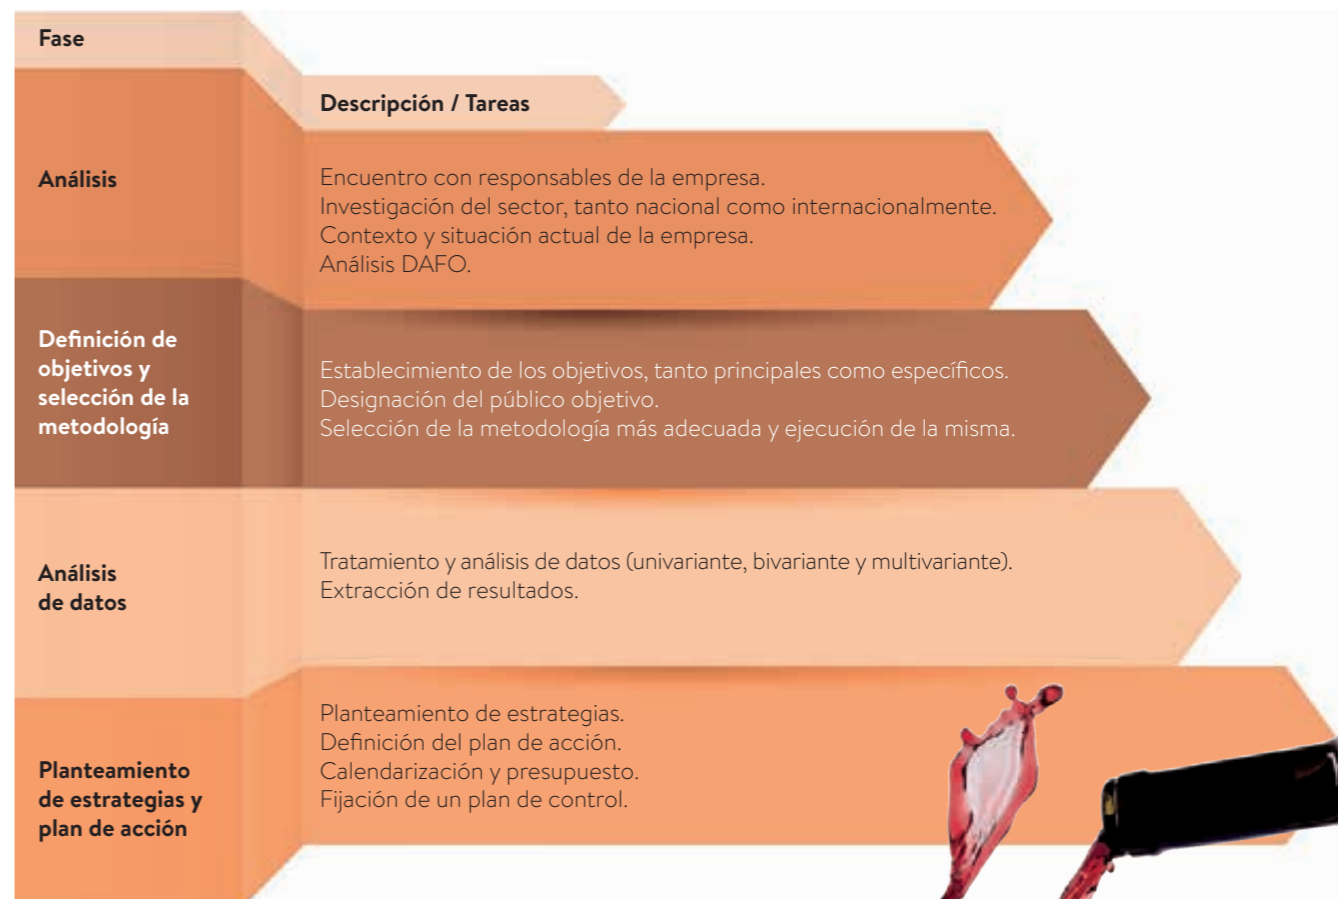 Fase
Descripción / Tareas
Análisis
Encuentro con responsables de la empresa.
Investigación del sector, tanto nacional como internacionalmente.
Contexto y situación actual de la empresa.
Análisis DAFO.
Definición de
objetivos y
selección de la
metodología
Establecimiento de los objetivos, tanto principales como específicos.
Designación del público objetivo.
Selección de la metodología más adecuada y ejecución de la misma.
Análisis
de datos
Tratamiento y análisis de datos (univariante, bivariante y multivariante).
Extracción de resultados.
Planteamiento
de estrategias y
plan de acción
Planteamiento de estrategias.
Definición del plan de acción.
Calendarización y presupuesto.
Fijación de un plan de control.